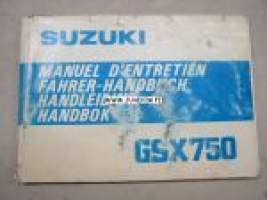 SUZUKI
MANUEL D'ENTRETIEN
FAHRER-HANDBUCH
HANDBOK
GSX750